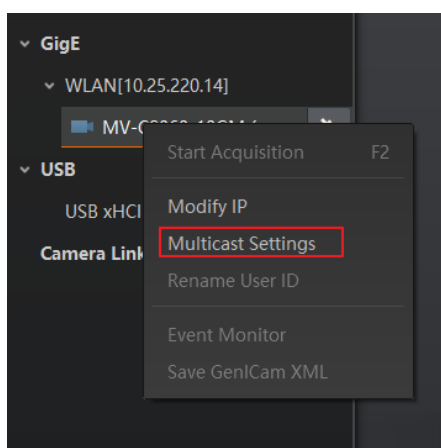 GigE
WLAN[10.25.220.14]
Start Acquisition F2
USB
USB xHCI
Modify IP
Multicast Settings
Camera Link
Rename User ID
Event Monitor
Save GenICam XML